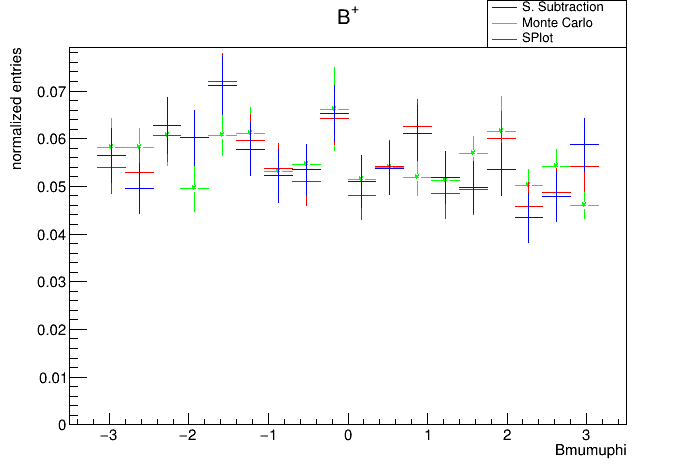 B+
S. Subtraction
Monte Carlo
SPlot
normalized entries
0.07
0.06
0.05
0.04
0.03
0.02
0.01
0
−3 −2 −1 0 1 2 3
Bmumuphi